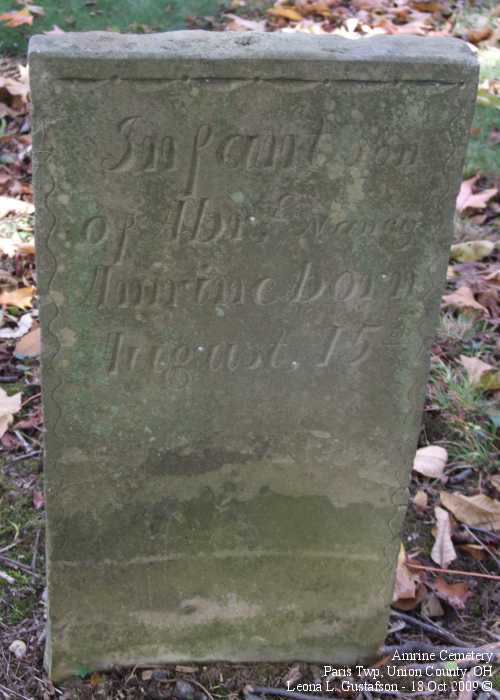 Infant son
of Abr. & Nancy
Amrine born
August 15th
Amrine Cemetery
Paris Twp, Union County, OH
Leona L. Gustafson - 18 Oct 2009 ©